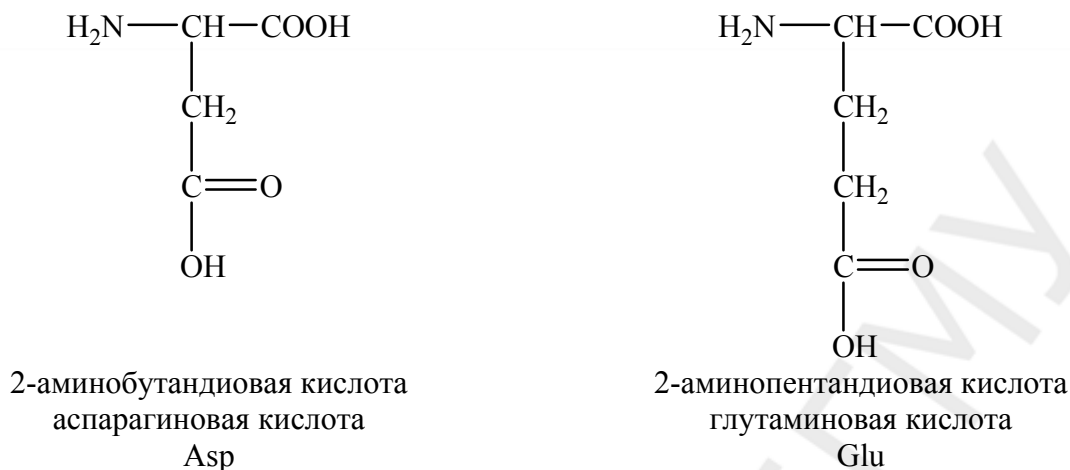 H₂N—CH—COOH
CH₂
C=O
OH
2-аминобутандиовая кислота
аспарагиновая кислота
Asp
H₂N—CH—COOH
CH₂
CH₂
C=O
OH
2-аминопентандиовая кислота
глутаминовая кислота
Glu
ГМУ